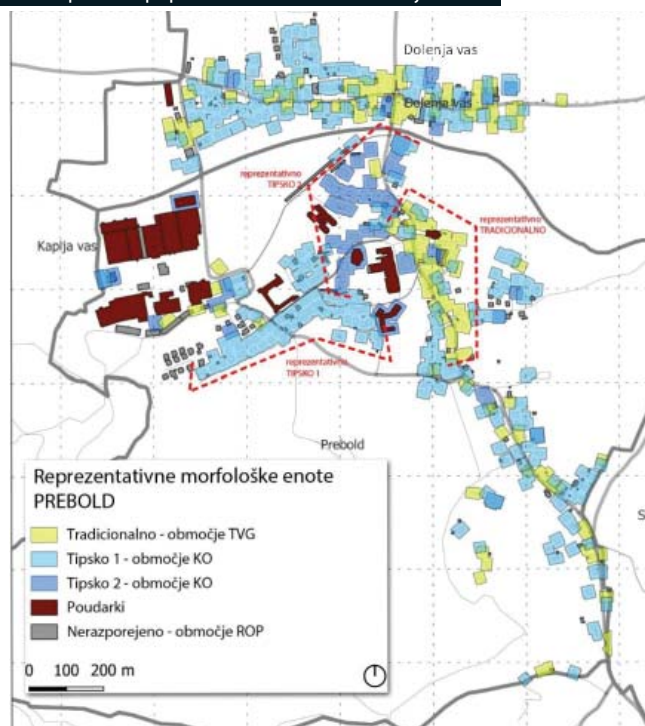 Dolenja vas
Dolenja vas
reprezentativno
TIPSKO 2
reprezentativno
TRADICIONALNO
Kaplja vas
reprezentativno
TIPSKO 1
Prebold
S
Reprezentativne morfološke enote
PREBOLD
Tradicionalno - območje TVG
Tipsko 1 - območje KO
Tipsko 2 - območje KO
Poudarki
Nerazporejeno - območje ROP
0 100 200 m